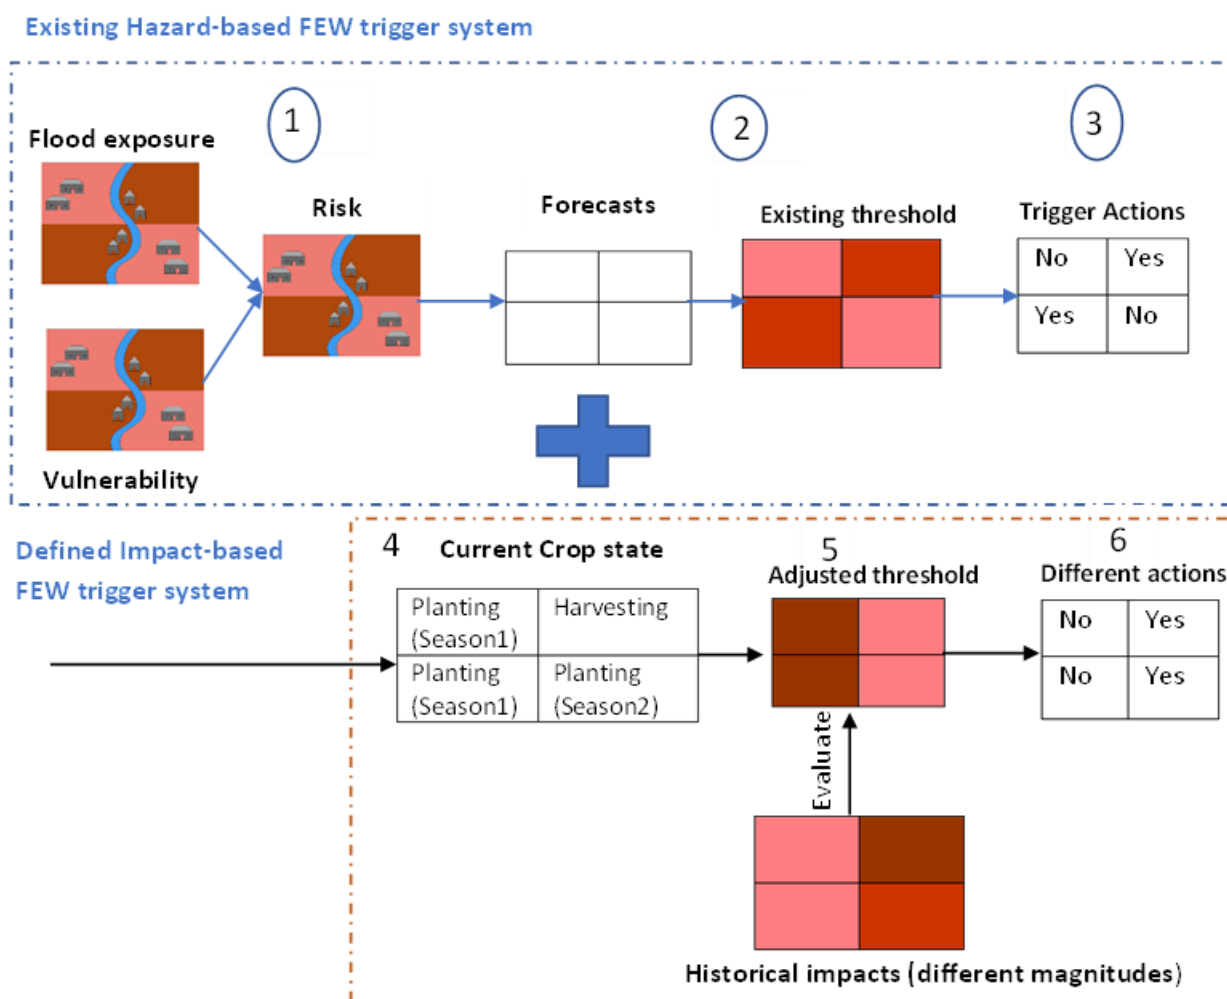 Existing Hazard-based FEW trigger system
1
2
3
Flood exposure
Risk
Forecasts
Existing threshold
Trigger Actions
No Yes
Yes No
Vulnerability
Defined Impact-based
FEW trigger system
4
Current Crop state
5
Adjusted threshold
6
Different actions
Planting
(Season1)
Harvesting
Planting
(Season1)
Planting
(Season2)
No Yes
No Yes
Evaluate
Historical impacts (different magnitudes)